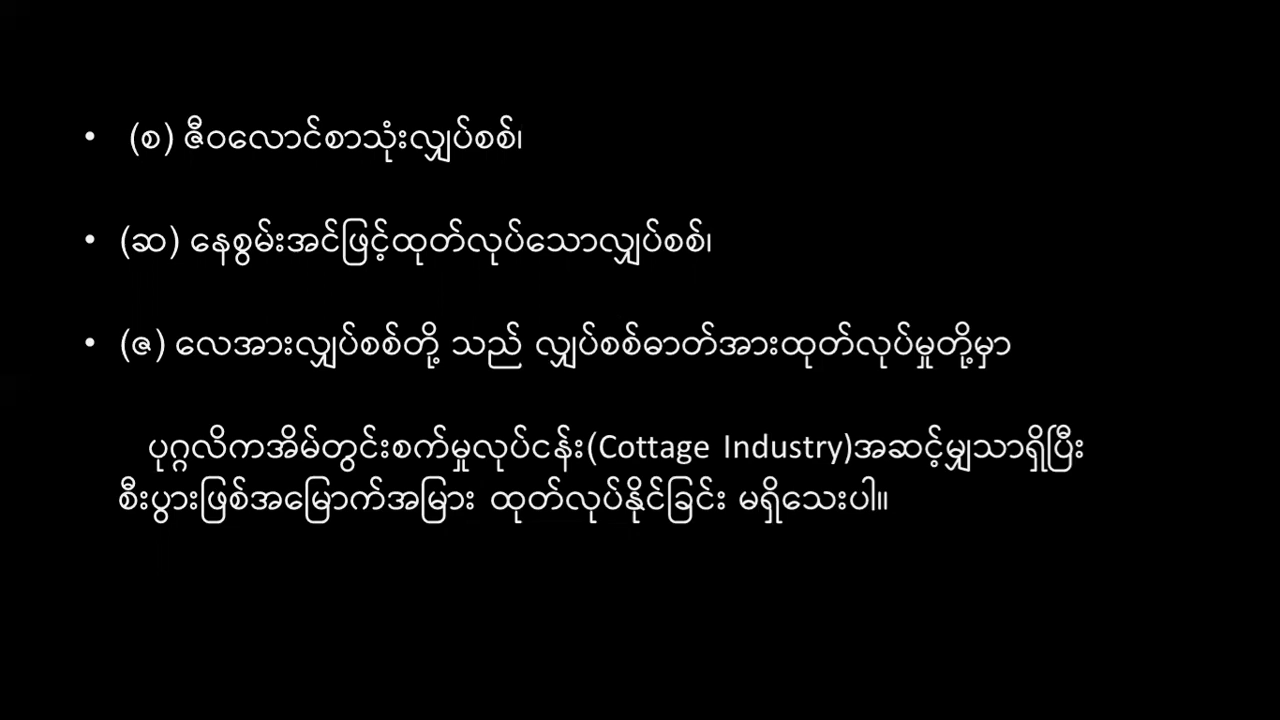 • (စ) ဇီဝလောင်စာသုံးလျှပ်စစ်၊
• (ဆ) နေစွမ်းအင်ဖြင့်ထုတ်လုပ်သောလျှပ်စစ်၊
• (ဇ) လေအားလျှပ်စစ်တို့ သည် လျှပ်စစ်ဓာတ်အားထုတ်လုပ်မှုတို့မှာ
ပုဂ္ဂလိကအိမ်တွင်းစက်မှုလုပ်ငန်း(Cottage Industry)အဆင့်မျှသာရှိပြီး
စီးပွားဖြစ်အမြောက်အမြား ထုတ်လုပ်နိုင်ခြင်း မရှိသေးပါ။